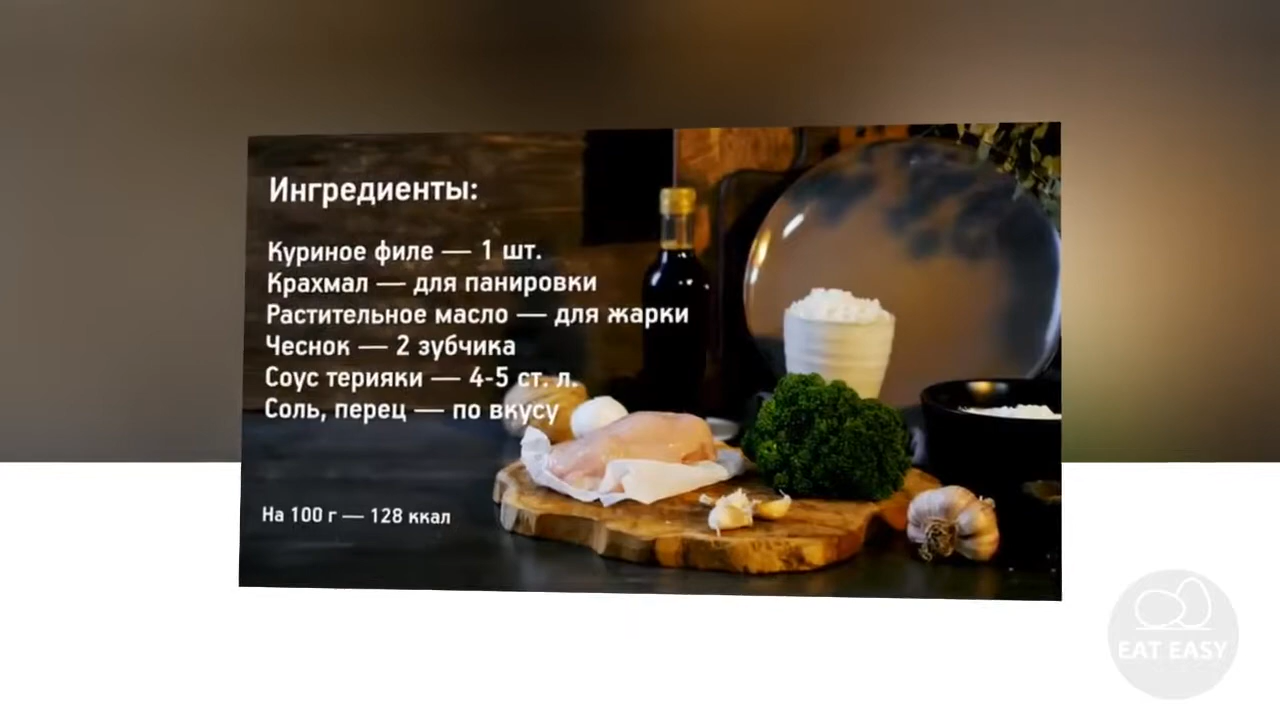 Ингредиенты:
Куриное филе — 1 шт.
Крахмал — для панировки
Растительное масло — для жарки
Чеснок — 2 зубчика
Соус терияки — 4-5 ст. л.
Соль, перец — по вкусу
На 100 г — 128 ккал
EAT EASY